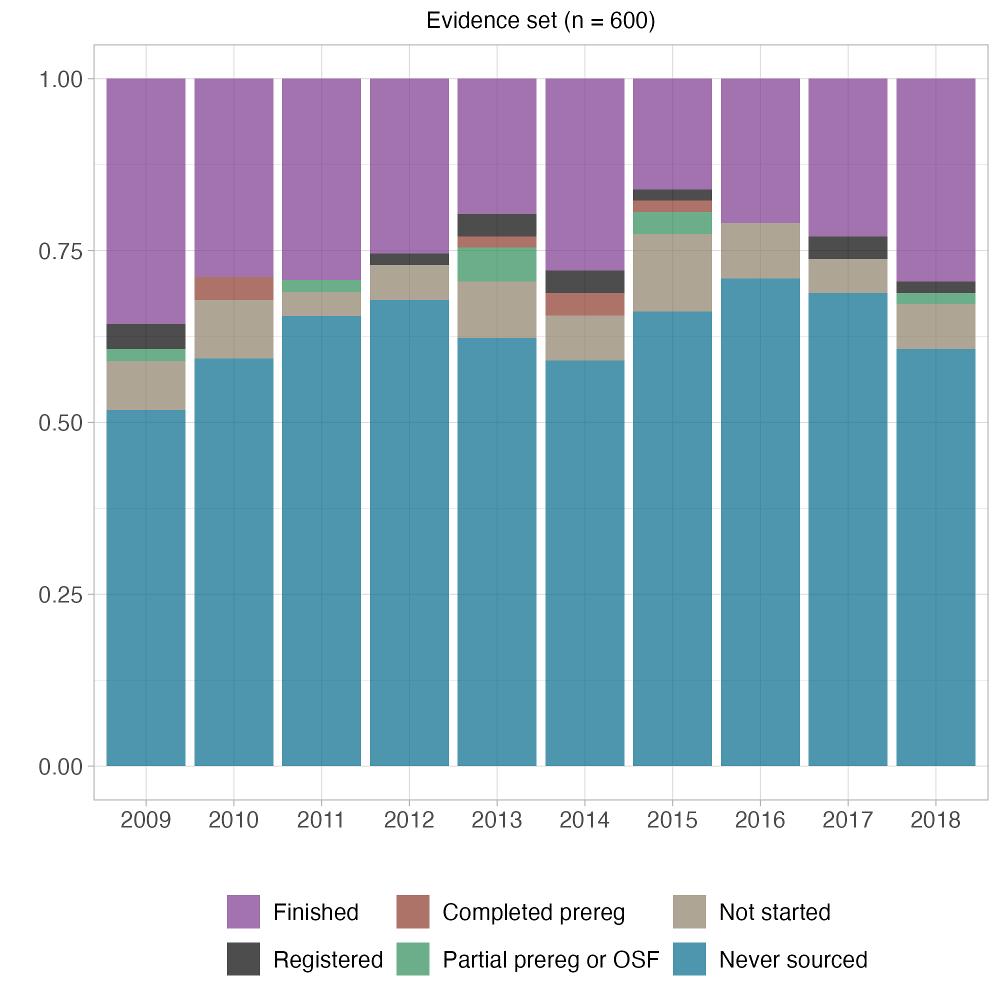 Evidence set (n = 600)
1.00
0.75
0.50
0.25
0.00
2009 2010 2011 2012 2013 2014 2015 2016 2017 2018
Finished Completed prereg Not started
Registered Partial prereg or OSF Never sourced